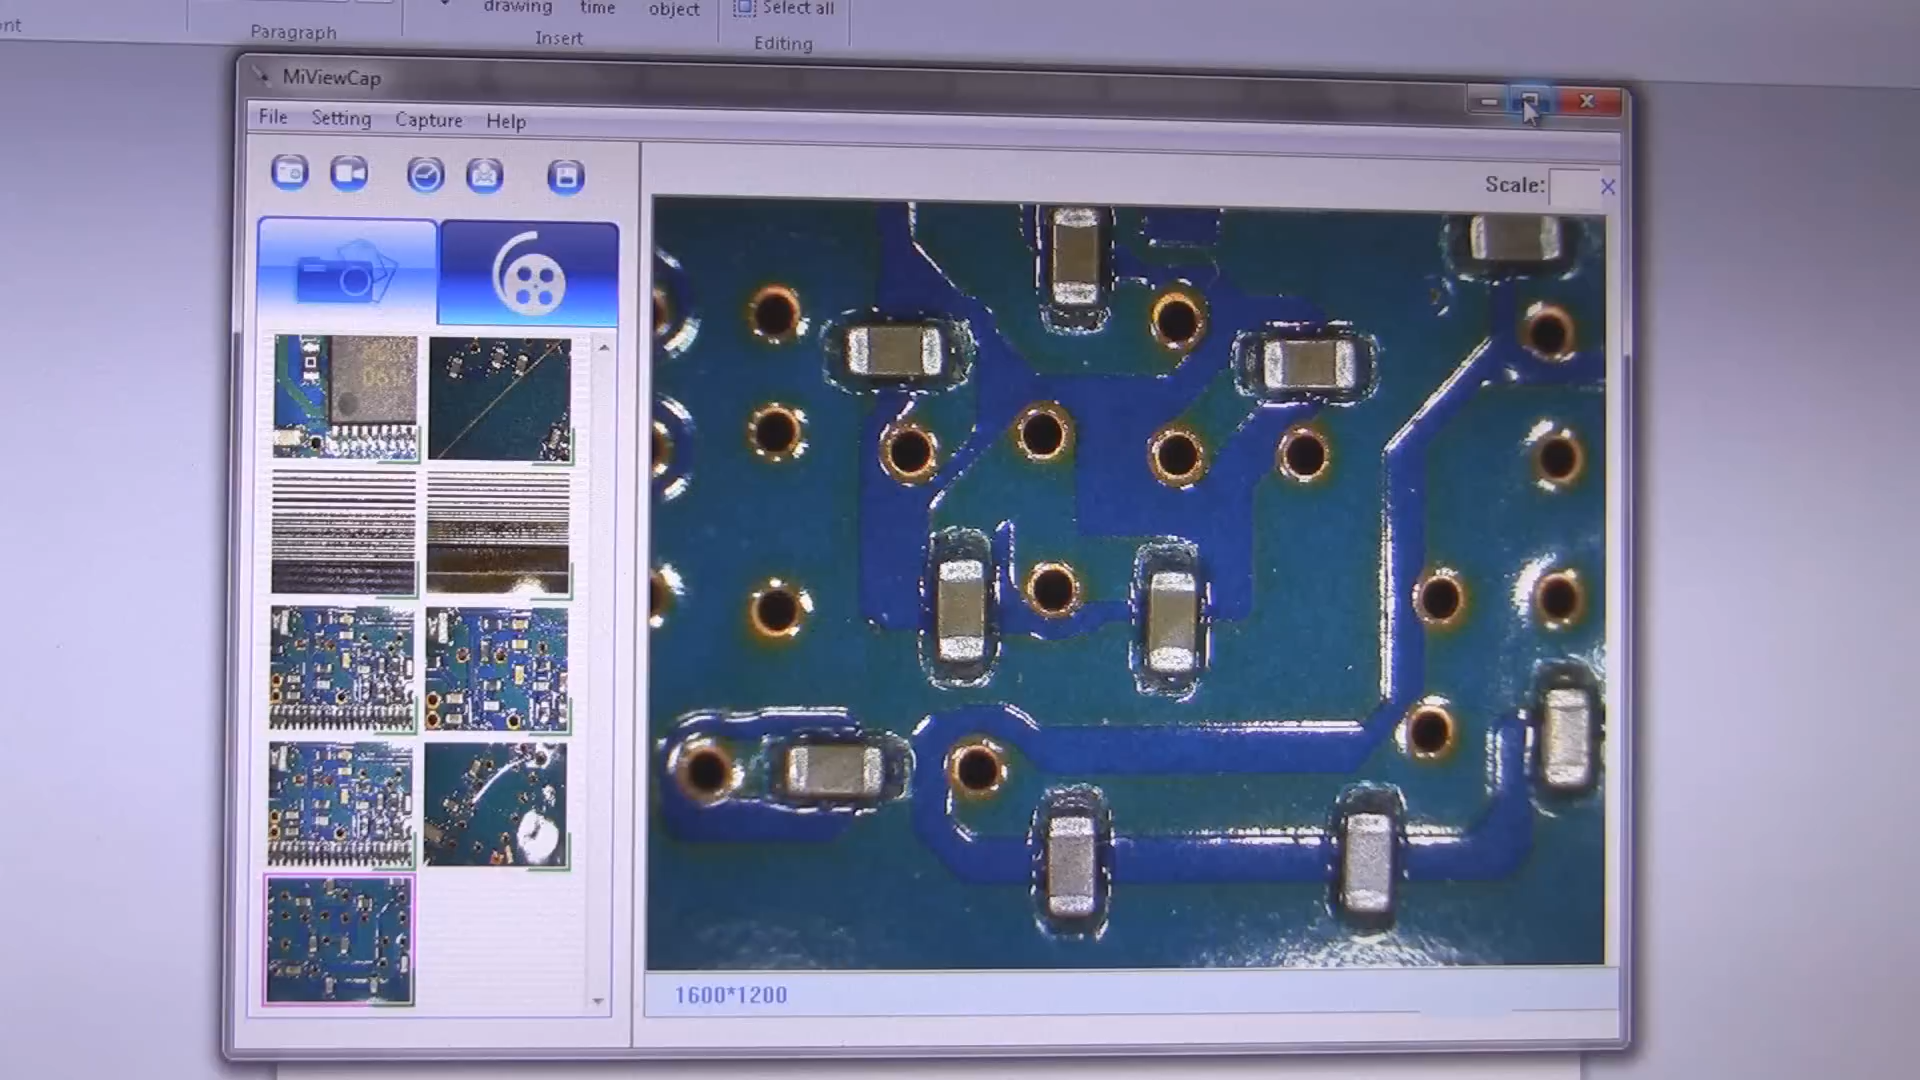 drawing time object Select all
Paragraph Insert Editing
MiViewCap
File Setting Capture Help
Scale:
1600*1200